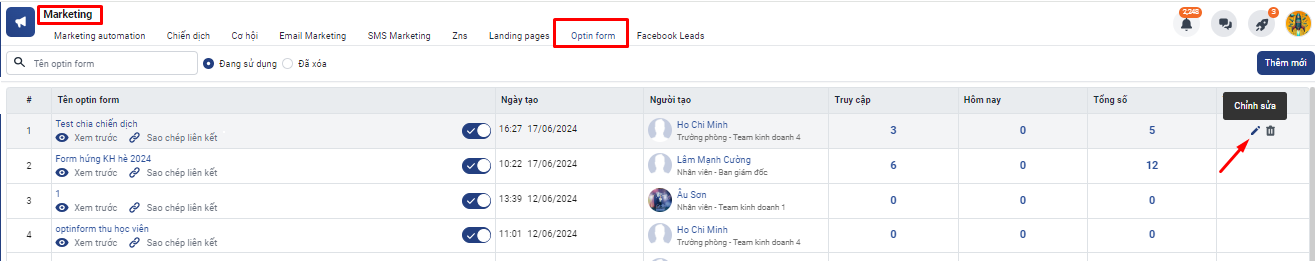 Marketing
2,248
3
Marketing automation Chiến dịch Cơ hội Email Marketing SMS Marketing Zns Landing pages Optin form Facebook Leads
Tên optin form Đang sử dụng Đã xóa Thêm mới
# Tên optin form Ngày tạo Người tạo Truy cập Hôm nay Tổng số
Chỉnh sửa
1 Test chia chiến dịch 16:27 17/06/2024 Ho Chi Minh 3 0 5
Xem trước Sao chép liên kết Trưởng phòng - Team kinh doanh 4
2 Form hứng KH hè 2024 10:22 17/06/2024 Lâm Mạnh Cường 6 0 12
Xem trước Sao chép liên kết Nhân viên - Ban giám đốc
3 1 13:39 12/06/2024 Âu Sơn 0 0 0
Xem trước Sao chép liên kết Nhân viên - Team kinh doanh 1
4 optinform thu học viên 11:01 12/06/2024 Ho Chi Minh 0 0 0
Xem trước Sao chép liên kết Trưởng phòng - Team kinh doanh 4